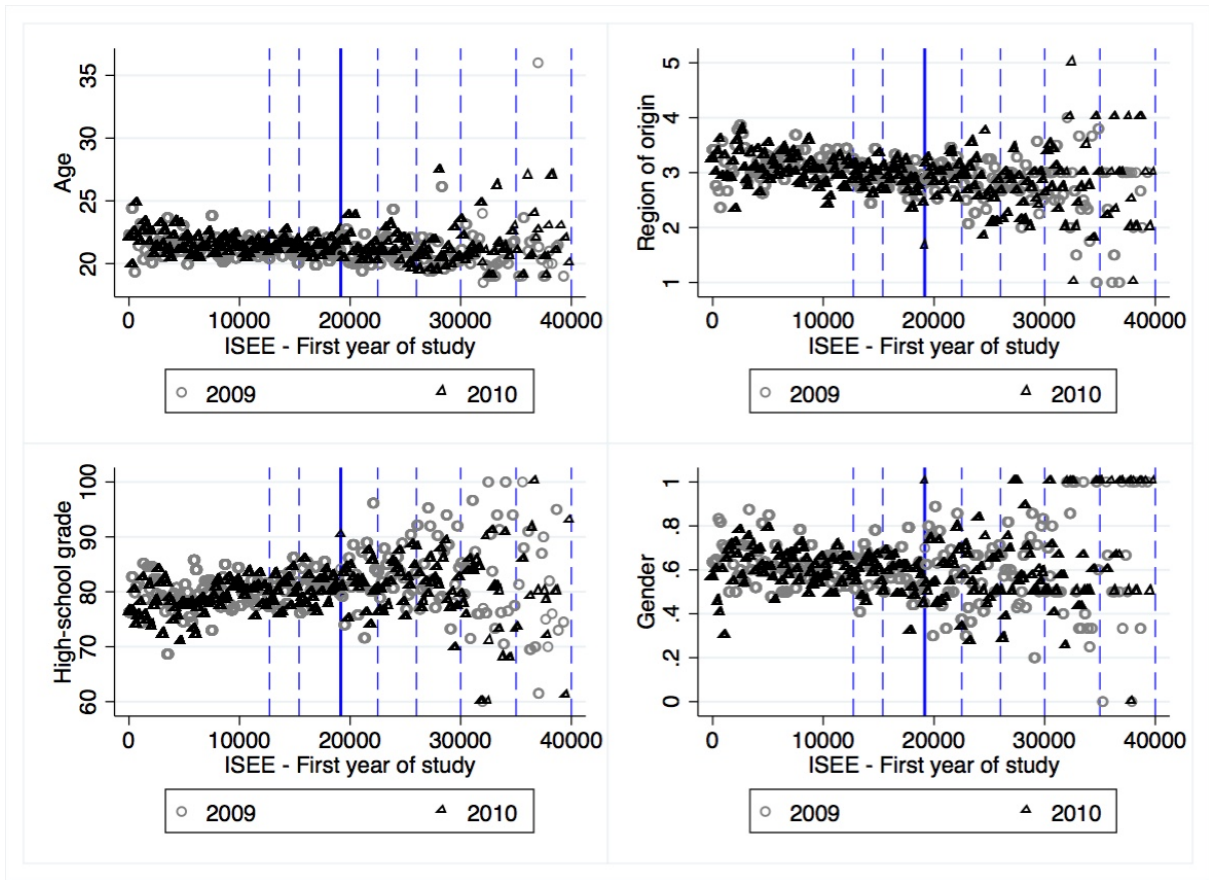 Age
35
30
25
20
0 10000 20000 30000 40000
ISEE - First year of study
2009 2010
Region of origin
5
4
3
2
1
0 10000 20000 30000 40000
ISEE - First year of study
2009 2010
High-school grade
100
90
80
70
60
0 10000 20000 30000 40000
ISEE - First year of study
2009 2010
Gender
1
.8
.6
.4
.2
0
0 10000 20000 30000 40000
ISEE - First year of study
2009 2010